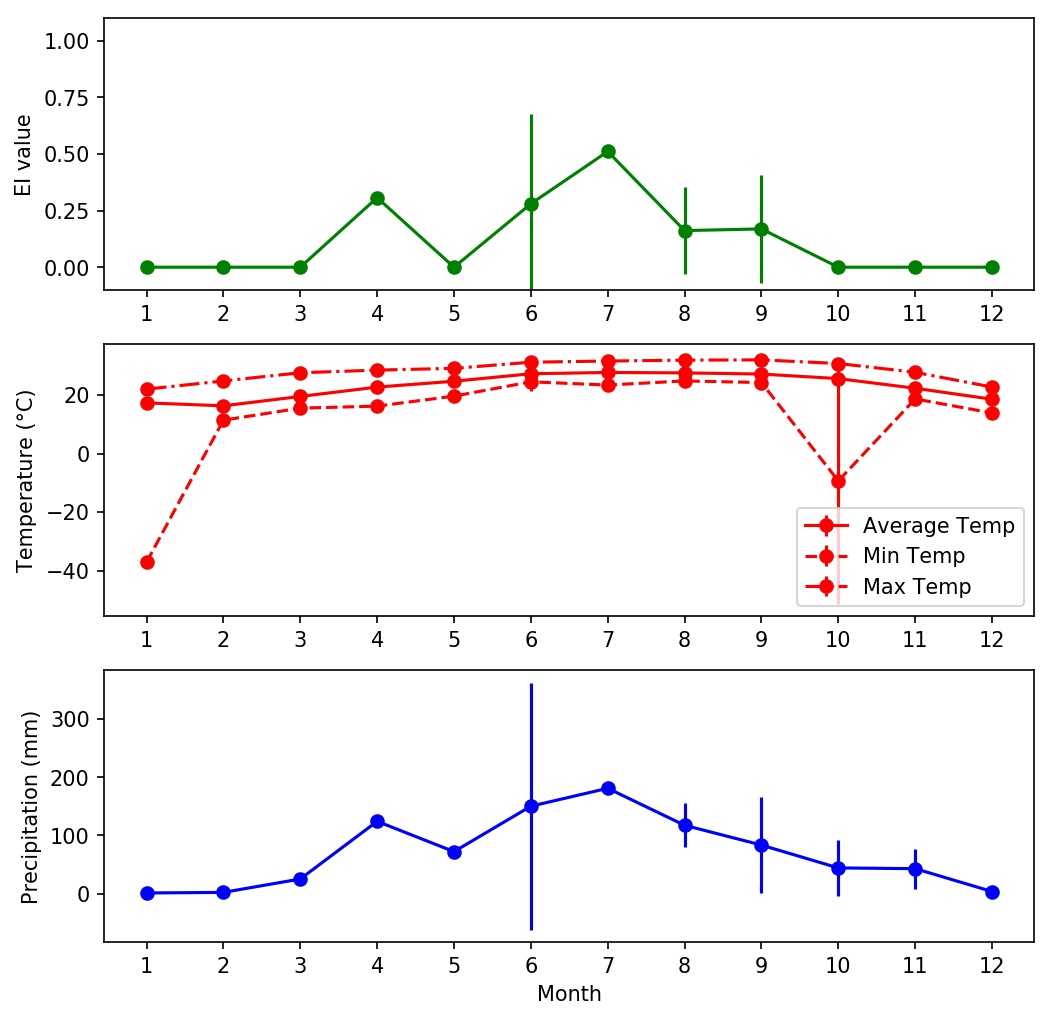 EI value
1.00
0.75
0.50
0.25
0.00
1 2 3 4 5 6 7 8 9 10 11 12
Temperature (°C)
20
0
−20
−40
Average Temp
Min Temp
Max Temp
1 2 3 4 5 6 7 8 9 10 11 12
Precipitation (mm)
300
200
100
0
1 2 3 4 5 6 7 8 9 10 11 12
Month